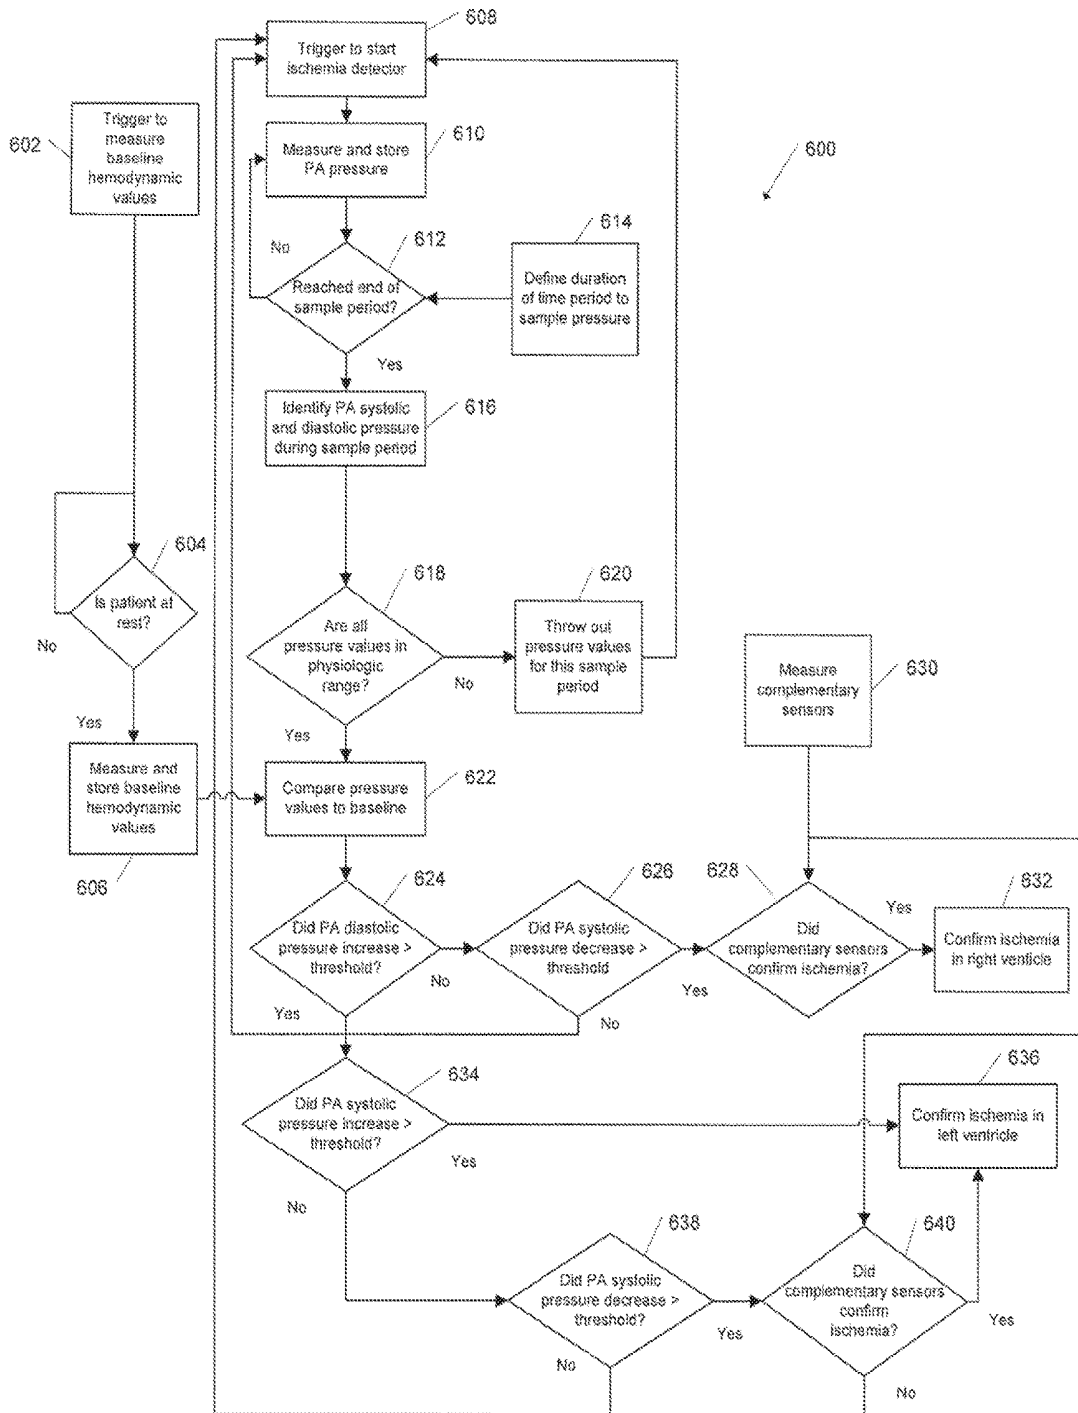 608
Trigger to start
ischemia detector
602
Trigger to
measure
baseline
hemodynamic
values
610
Measure and store
PA pressure
600
No
612
Reached end of
sample period?
614
Define duration
of time period to
sample pressure
Yes
Identify PA systolic
and diastolic pressure
during sample period
616
604
Is patient at
rest?
No
Yes
618
Are all
pressure values in
physiologic
range?
No
620
Throw out
pressure values
for this sample
period
Yes
Measure
complementary
sensors
630
Measure and
store baseline
hemodynamic
values
606
Compare pressure
values to baseline
622
624
Did PA diastolic
pressure increase >
threshold?
No
Yes
626
Did PA systolic
pressure decrease >
threshold
Yes
No
628
Did
complementary sensors
confirm ischemia?
Yes
632
Confirm ischemia
in right venticle
634
Did PA systolic
pressure increase >
threshold?
Yes
No
636
Confirm ischemia in
left ventricle
638
Did PA systolic
pressure decrease >
threshold?
Yes
No
640
Did
complementary sensors
confirm
ischemia?
Yes
No